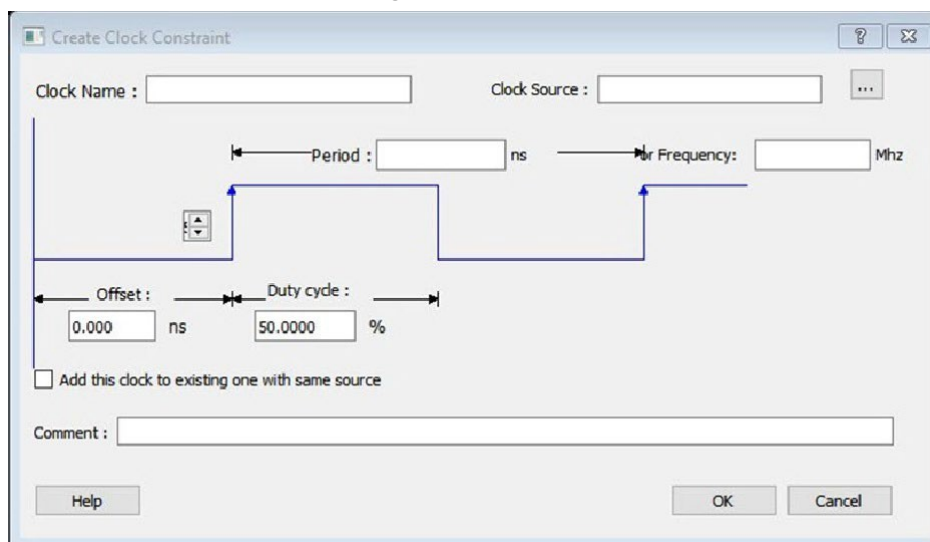 Create Clock Constraint
Clock Name : Clock Source : ...
Period : ns or Frequency: Mhz
Offset : Duty cycle :
0.000 ns 50.0000 %
Add this clock to existing one with same source
Comment :
Help OK Cancel